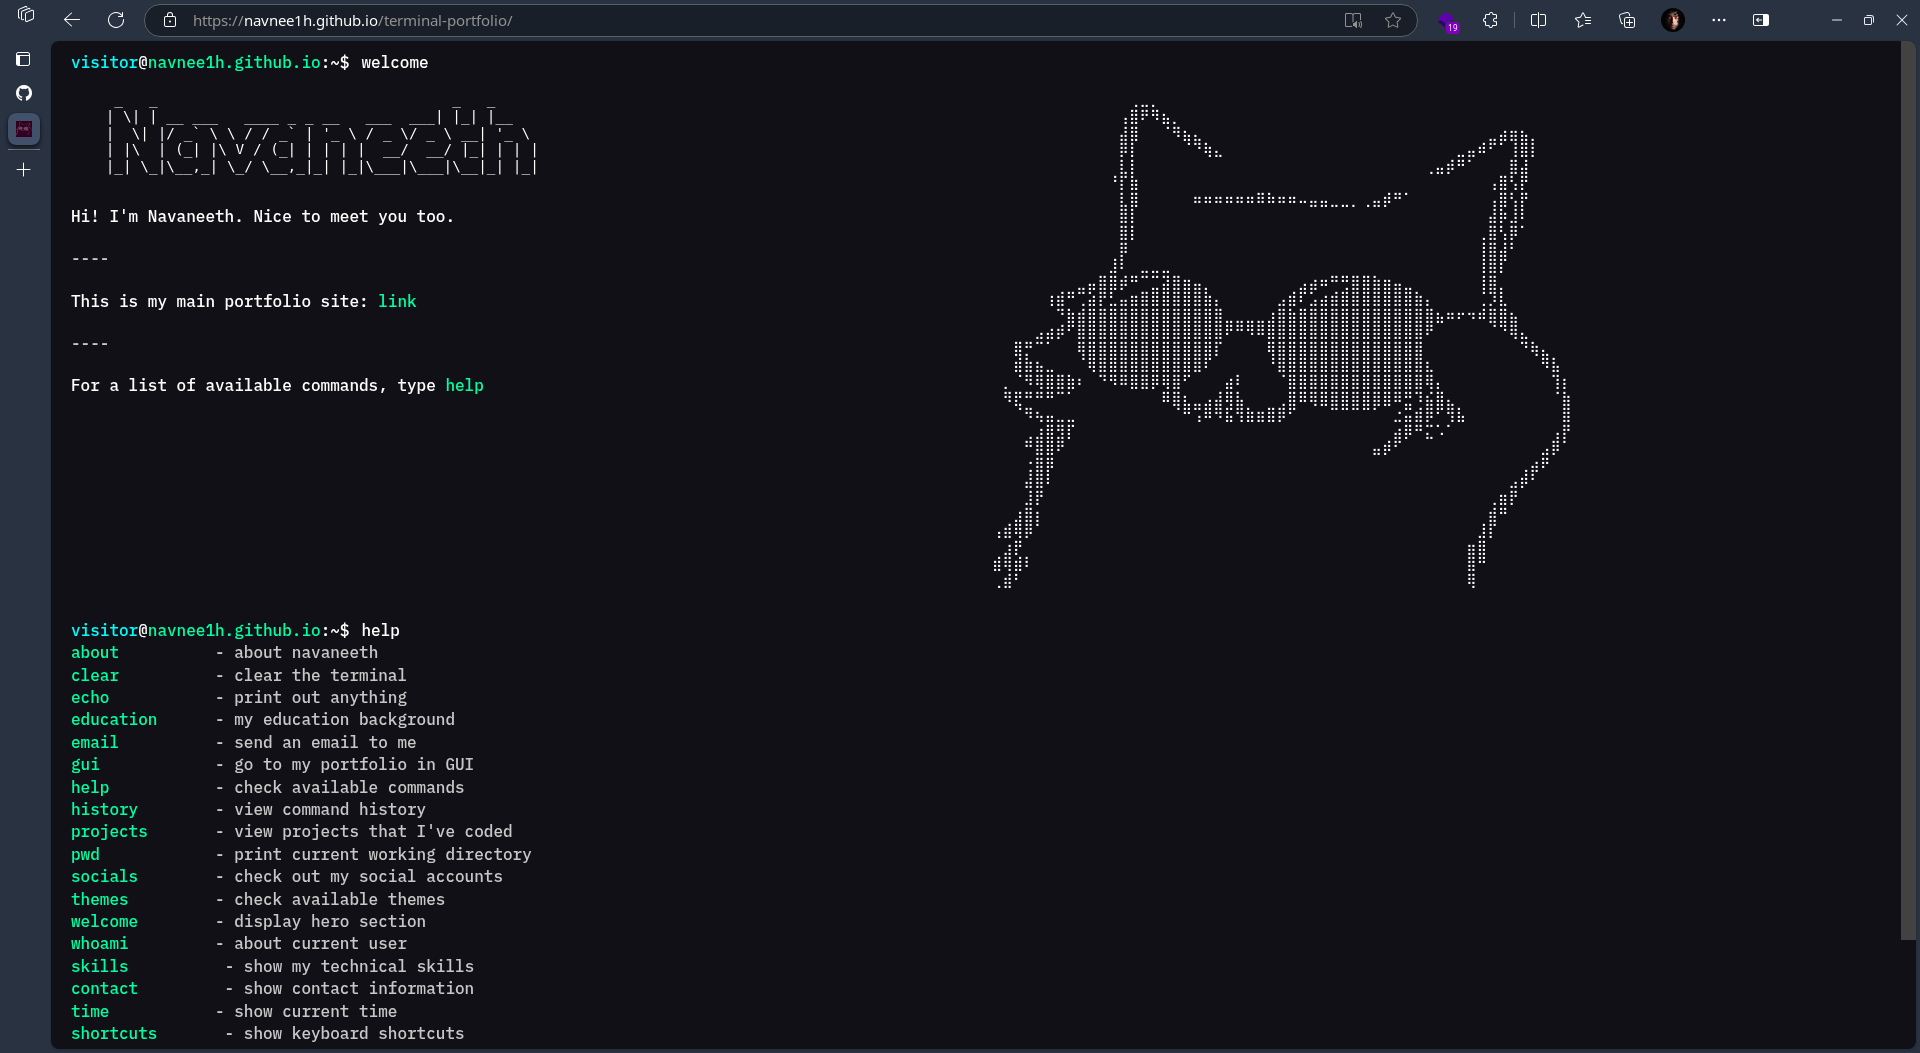 https://navnee1h.github.io/terminal-portfolio/
19
visitor@navnee1h.github.io:~$ welcome
Navaneeth
Hi! I'm Navaneeth. Nice to meet you too.
----
This is my main portfolio site: link
----
For a list of available commands, type help
visitor@navnee1h.github.io:~$ help
about - about navaneeth
clear - clear the terminal
echo - print out anything
education - my education background
email - send an email to me
gui - go to my portfolio in GUI
help - check available commands
history - view command history
projects - view projects that I've coded
pwd - print current working directory
socials - check out my social accounts
themes - check available themes
welcome - display hero section
whoami - about current user
skills - show my technical skills
contact - show contact information
time - show current time
shortcuts - show keyboard shortcuts